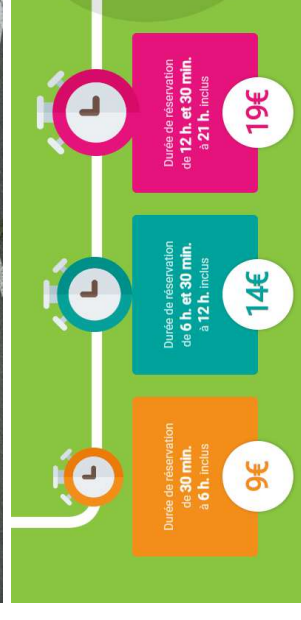 Durée de réservation
de 30 min.
à 6 h. inclus
9€
Durée de réservation
de 6 h. et 30 min.
à 12 h. inclus
14€
Durée de réservation
de 12 h. et 30 min.
à 21 h. inclus
19€